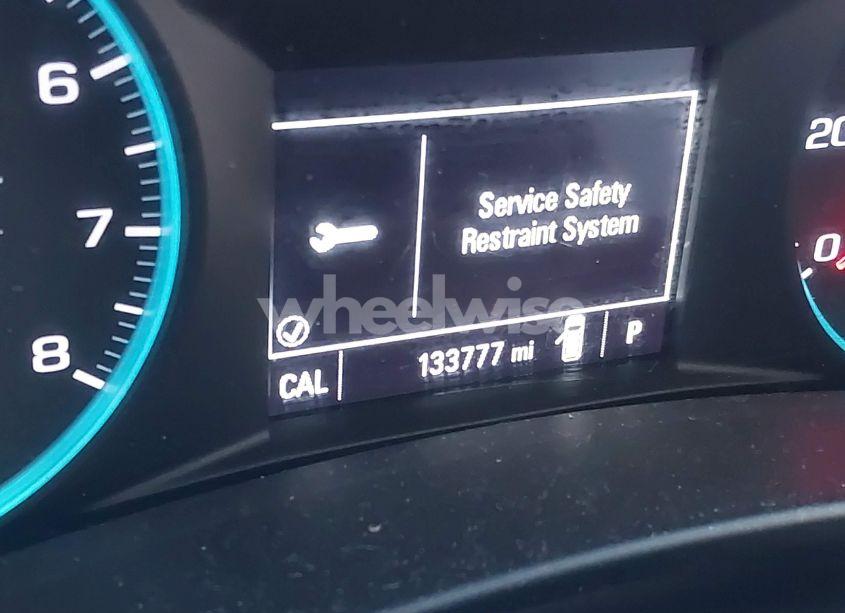 6
7
8
20
0
Service Safety
Restraint System
wheelwise
CAL
133777 mi
P